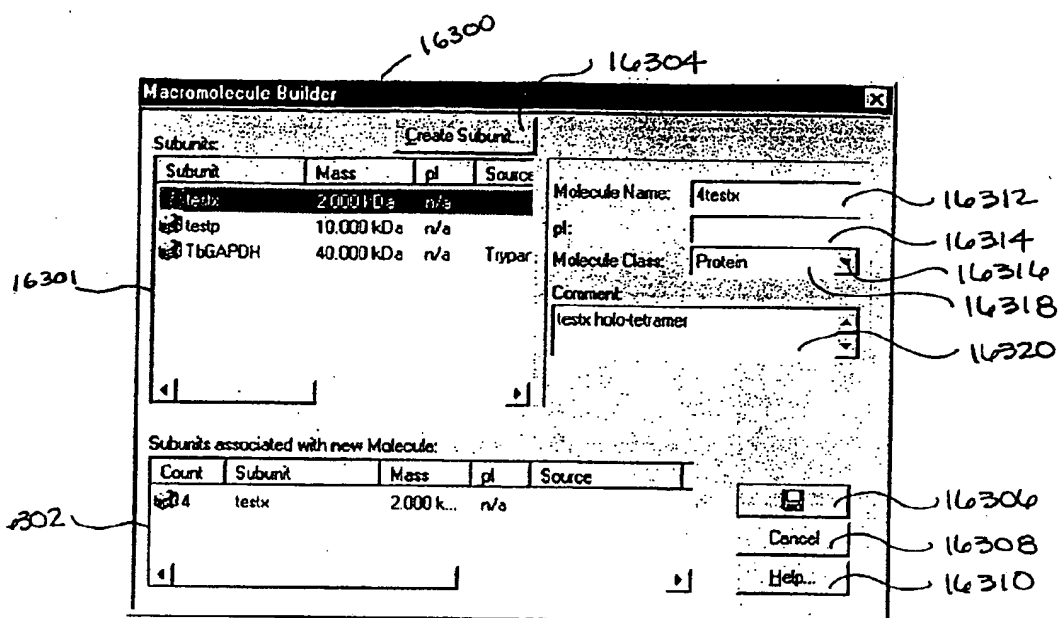 16300
16304
Macromolecule Builder
Create Subunit...
Subunits:
Subunit Mass pI Source
testx 2.000 kDa n/a
testp 10.000 kDa n/a
TbGAPDH 40.000 kDa n/a Trypar
16301
Molecule Name: 4testx
16312
pI:
16314
Molecule Class: Protein
16316
16318
Comment:
testx holo-tetramer
16320
Subunits associated with new Molecule:
Count Subunit Mass pI Source
4 testx 2.000 k... n/a
6302
16306
Cancel
16308
Help...
16310